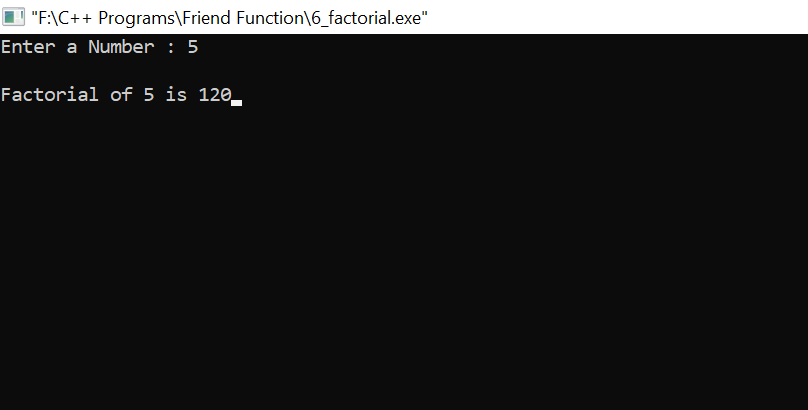 "F:\C++ Programs\Friend Function\6_factorial.exe"
Enter a Number : 5
Factorial of 5 is 120